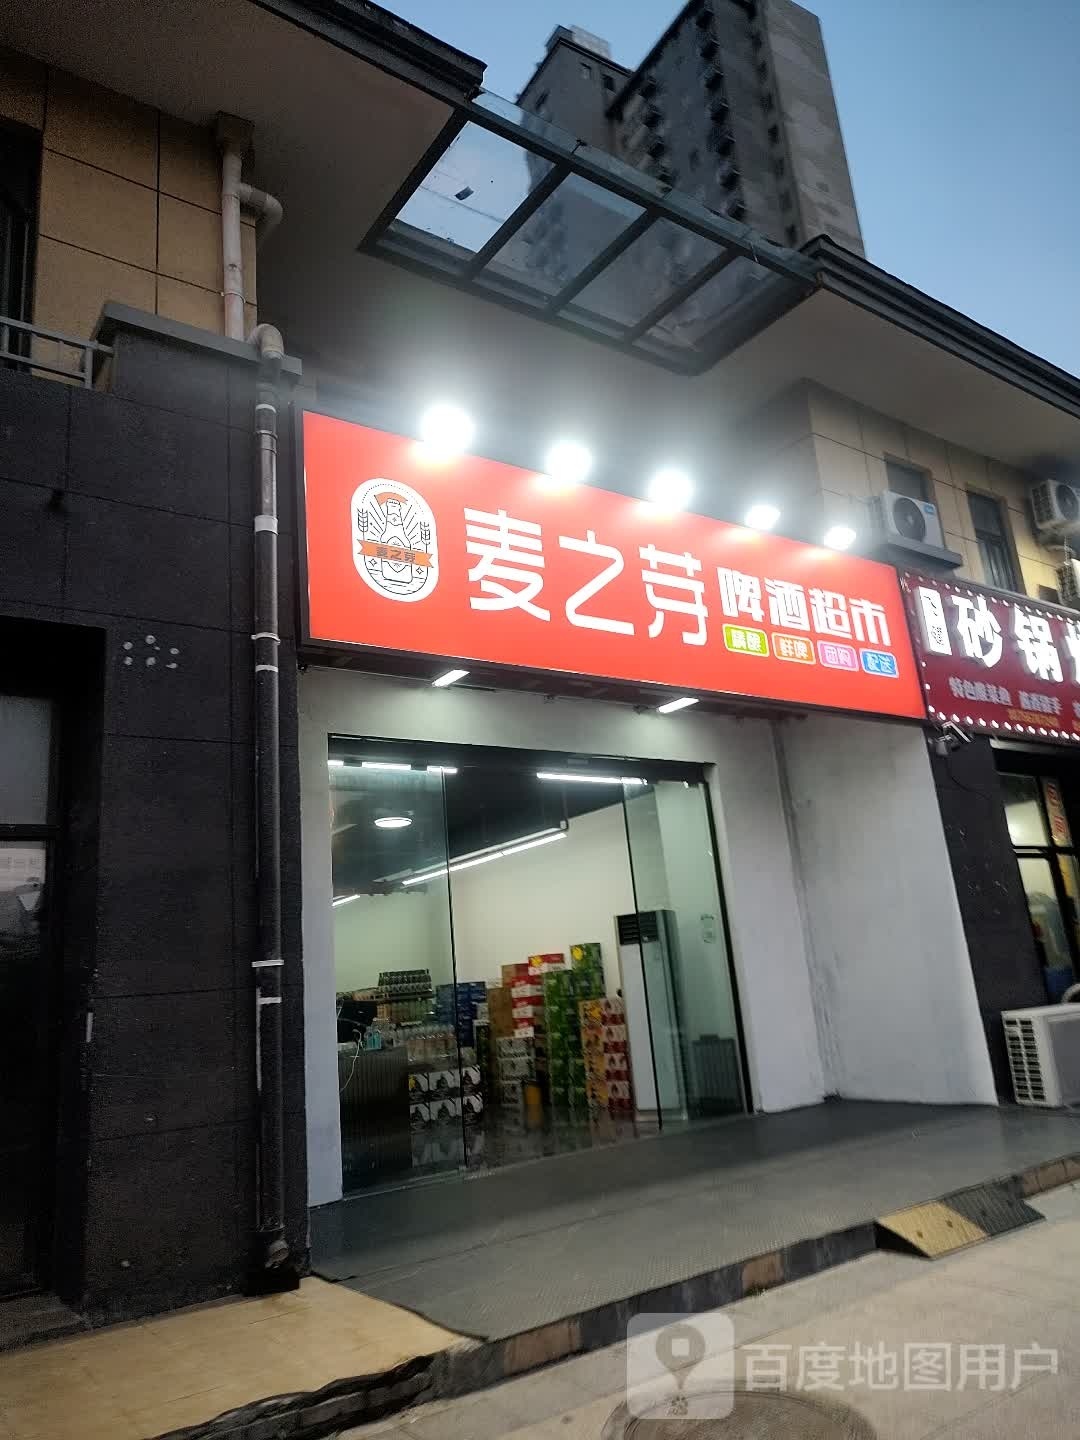 麦之芽
麦之芽 啤酒超市
精酿 鲜啤 团购 配送
砂锅
百度地图用户